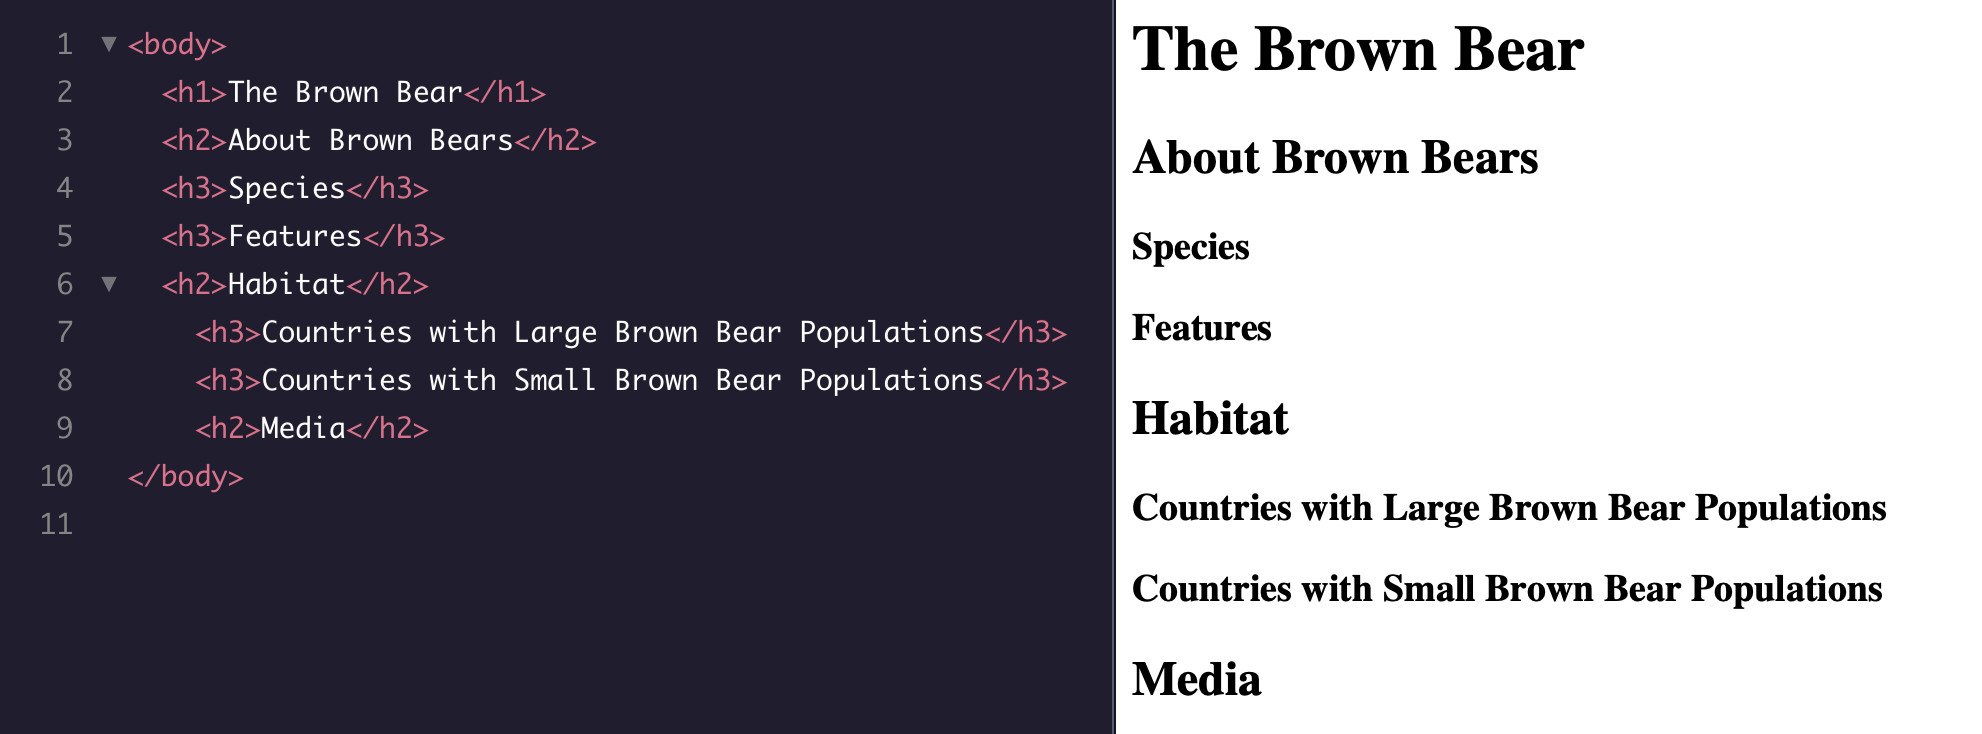 1 ▼ <body>
2 <h1>The Brown Bear</h1>
3 <h2>About Brown Bears</h2>
4 <h3>Species</h3>
5 <h3>Features</h3>
6 ▼ <h2>Habitat</h2>
7 <h3>Countries with Large Brown Bear Populations</h3>
8 <h3>Countries with Small Brown Bear Populations</h3>
9 <h2>Media</h2>
10 </body>
11
The Brown Bear
About Brown Bears
Species
Features
Habitat
Countries with Large Brown Bear Populations
Countries with Small Brown Bear Populations
Media